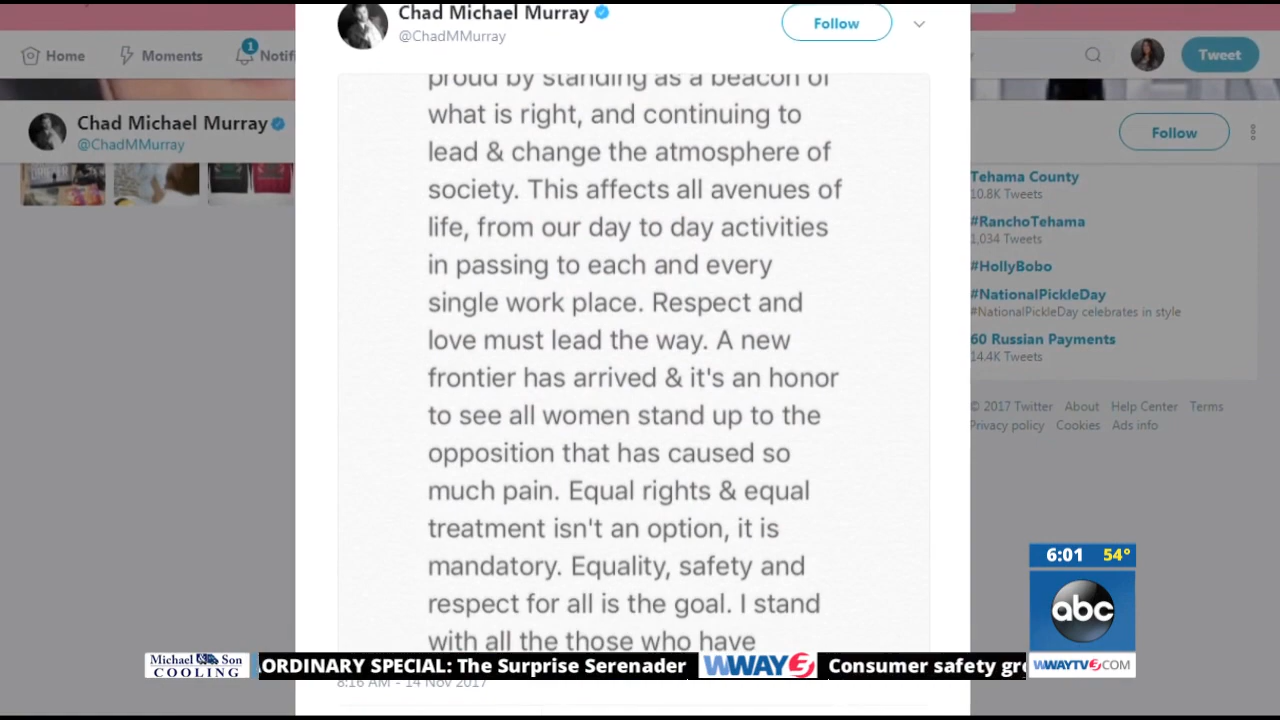 Chad Michael Murray
@ChadMMurray
Follow
Home
Moments
1
Notif
Tweet
Chad Michael Murray
@ChadMMurray
Follow
proud by standing as a beacon of
what is right, and continuing to
lead & change the atmosphere of
society. This affects all avenues of
life, from our day to day activities
in passing to each and every
single work place. Respect and
love must lead the way. A new
frontier has arrived & it's an honor
to see all women stand up to the
opposition that has caused so
much pain. Equal rights & equal
treatment isn't an option, it is
mandatory. Equality, safety and
respect for all is the goal. I stand
with all the those who have
8:16 AM - 14 Nov 2017
Tehama County
10.8K Tweets
#RanchoTehama
1,034 Tweets
#HollyBobo
#NationalPickleDay
#NationalPickleDay celebrates in style
60 Russian Payments
14.4K Tweets
© 2017 Twitter About Help Center Terms
Privacy policy Cookies Ads info
6:01 54°
abc
WWAYTV3.COM
Michael & Son
COOLING
ORDINARY SPECIAL: The Surprise Serenader
WWAY3
Consumer safety gr